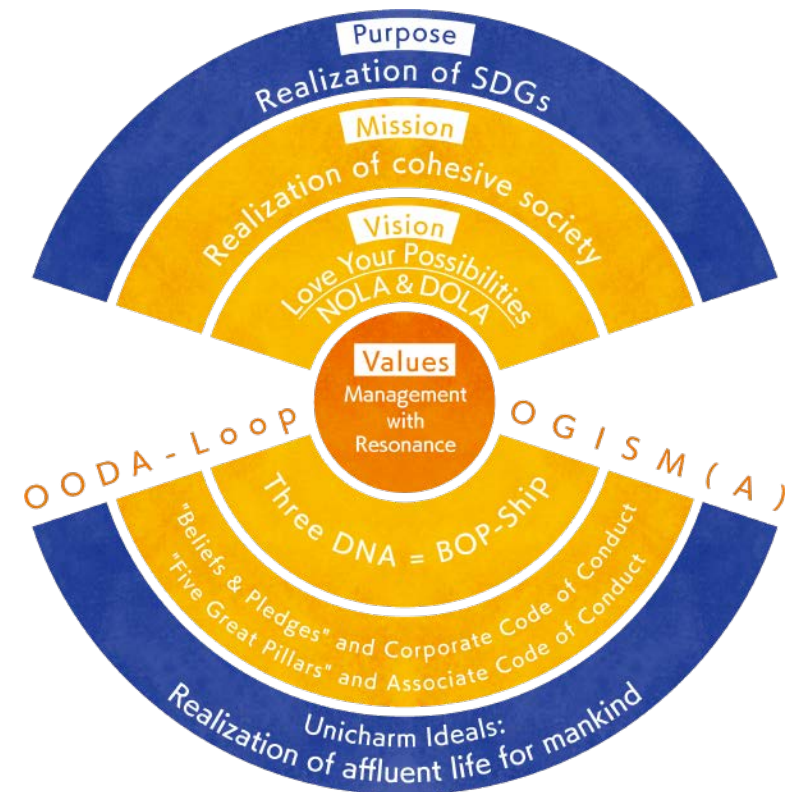 Purpose
Realization of SDGs
Mission
Realization of cohesive society
Vision
Love Your Possibilities
NOLA & DOLA
Values
Management
with
Resonance
OODA-Loop
OGISM(A)
Three DNA = BOP-Ship
"Beliefs & Pledges" and Corporate Code of Conduct
"Five Great Pillars" and Associate Code of Conduct
Unicharm Ideals:
Realization of affluent life for mankind